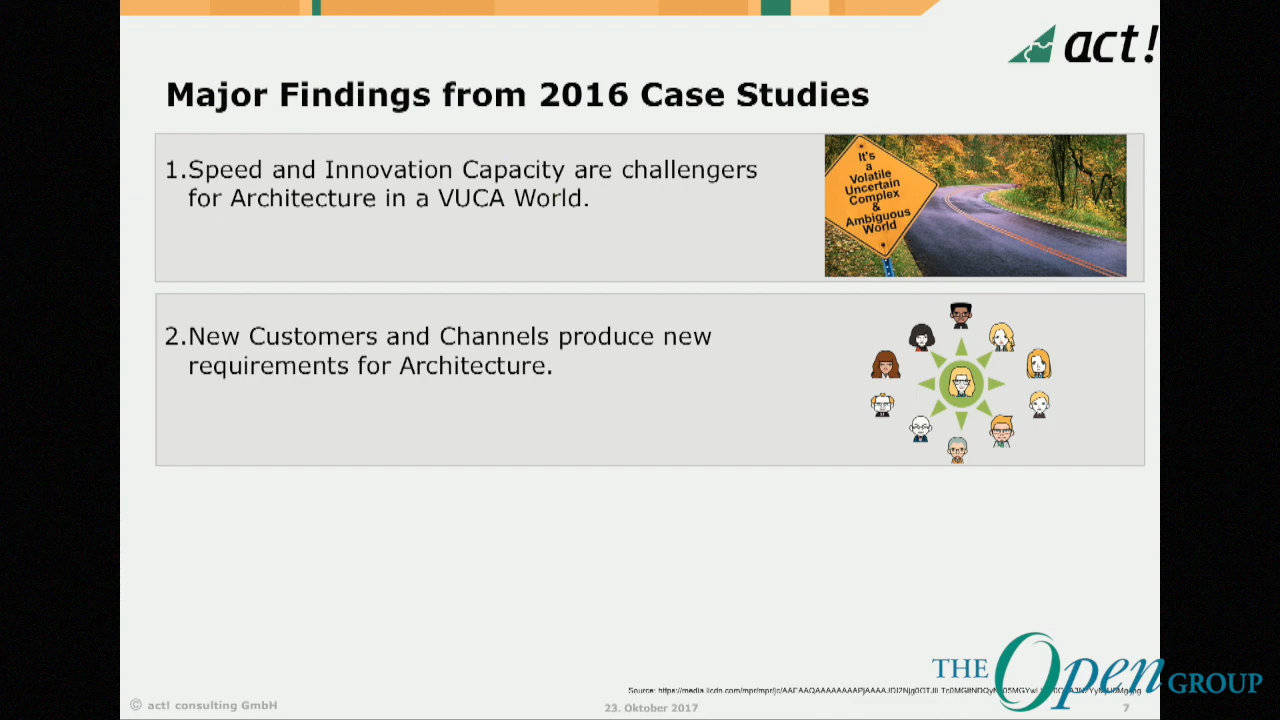 act!
Major Findings from 2016 Case Studies
1.Speed and Innovation Capacity are challengers
for Architecture in a VUCA World.
It's
a
Volatile
Uncertain
Complex
&
Ambiguous
World
2.New Customers and Channels produce new
requirements for Architecture.
THE Open GROUP
Source:
© act! consulting GmbH
23. Oktober 2017
7